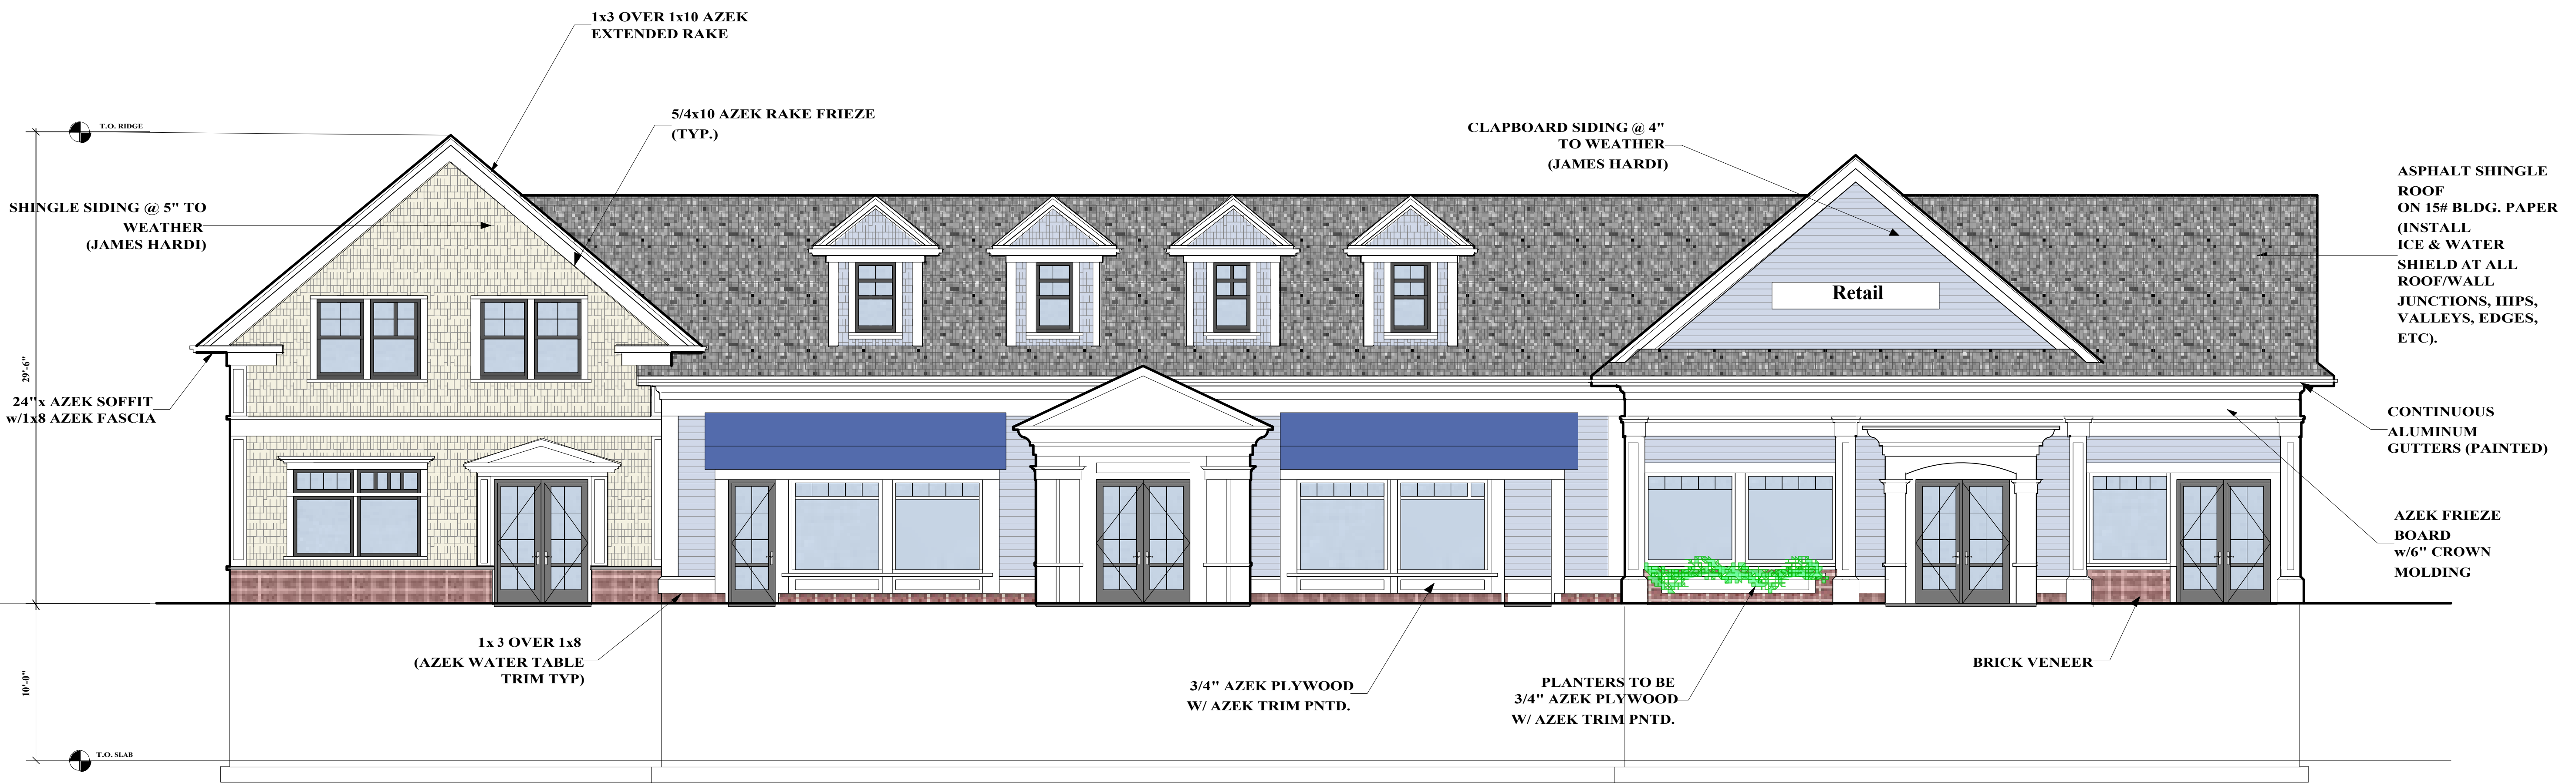 1x3 OVER 1x10 AZEK
EXTENDED RAKE
5/4x10 AZEK RAKE FRIEZE
(TYP.)
T.O. RIDGE
CLAPBOARD SIDING @ 4"
TO WEATHER
(JAMES HARDI)
ASPHALT SHINGLE
ROOF
ON 15# BLDG. PAPER
(INSTALL
ICE & WATER
SHIELD AT ALL
ROOF/WALL
JUNCTIONS, HIPS,
VALLEYS, EDGES,
ETC).
SHINGLE SIDING @ 5" TO
WEATHER
(JAMES HARDI)
Retail
29'-6"
24"x AZEK SOFFIT
w/1x8 AZEK FASCIA
CONTINUOUS
ALUMINUM
GUTTERS (PAINTED)
AZEK FRIEZE
BOARD
w/6" CROWN
MOLDING
1x 3 OVER 1x8
(AZEK WATER TABLE
TRIM TYP)
3/4" AZEK PLYWOOD
W/ AZEK TRIM PNTD.
PLANTERS TO BE
3/4" AZEK PLYWOOD
W/ AZEK TRIM PNTD.
BRICK VENEER
10'-0"
T.O. SLAB